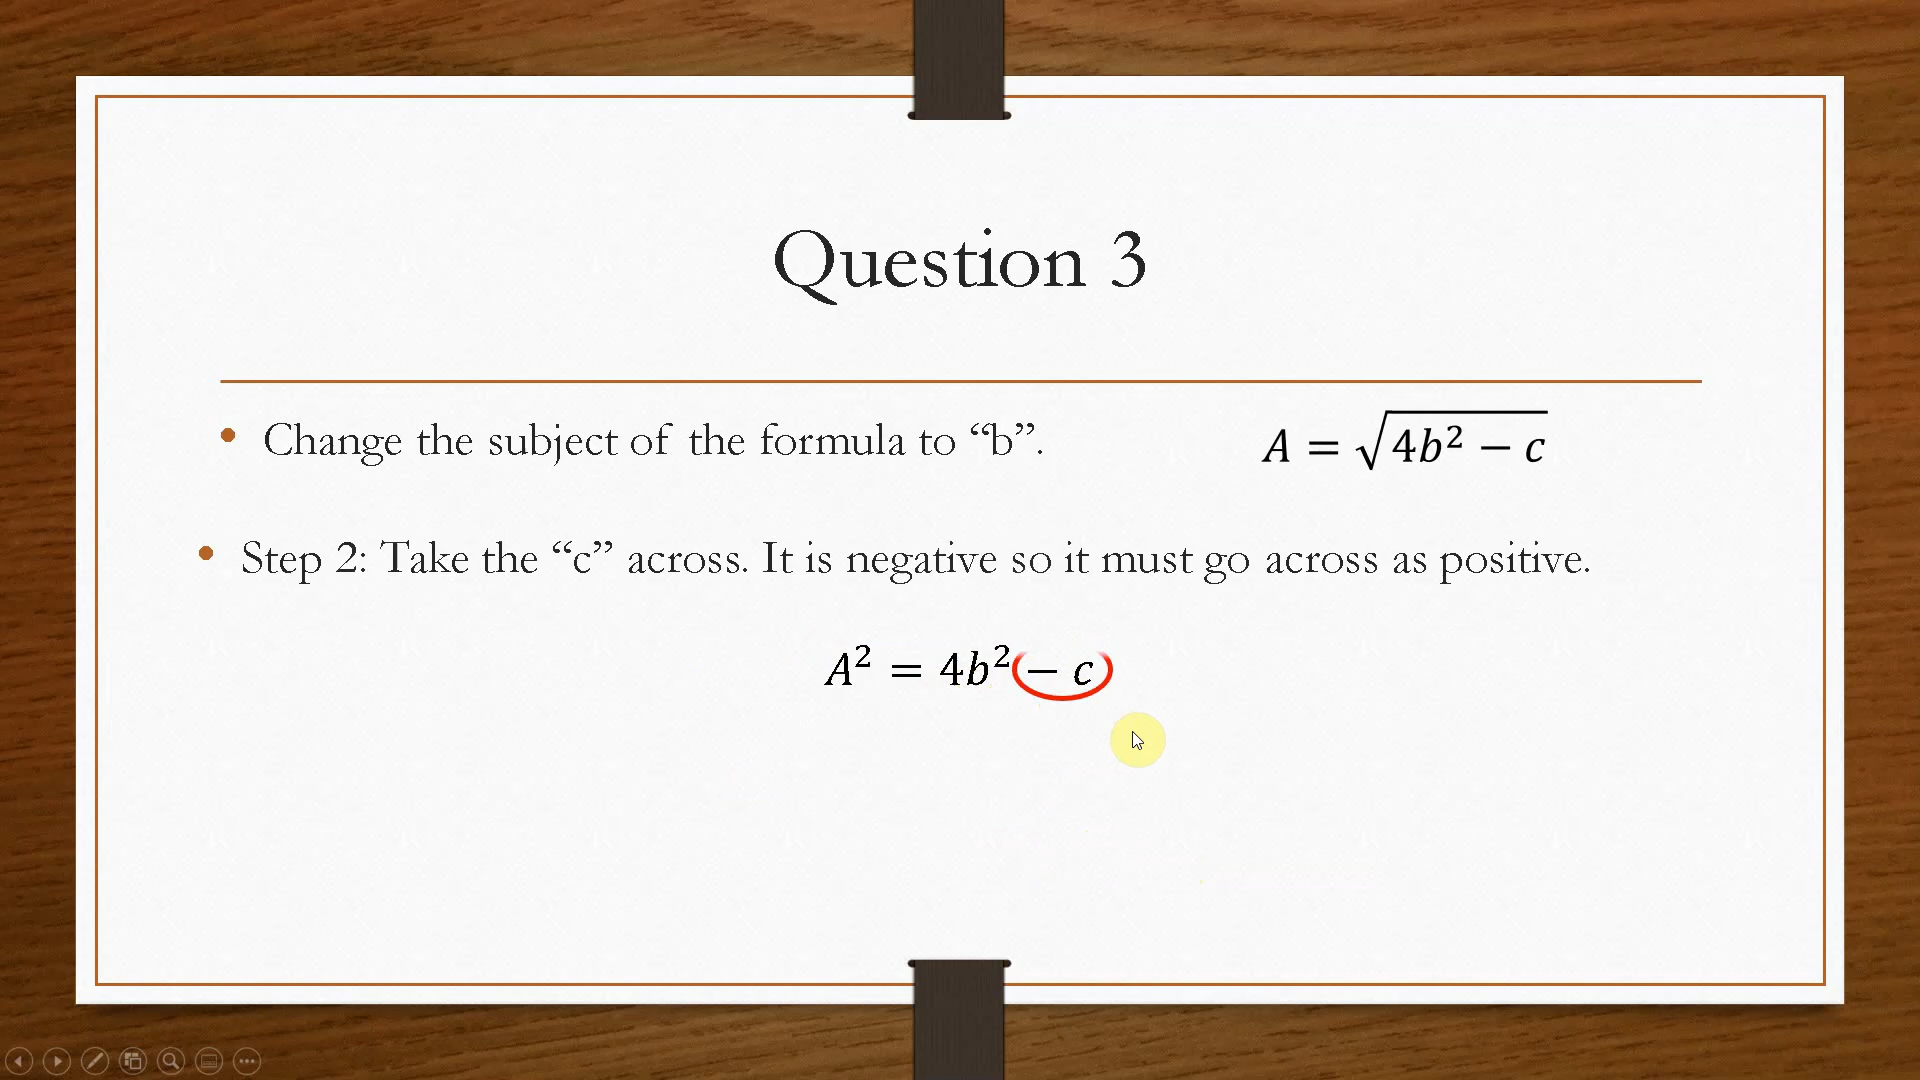 Question 3
• Change the subject of the formula to “b”. A = √4b² − c
• Step 2: Take the “c” across. It is negative so it must go across as positive.
A² = 4b² − c